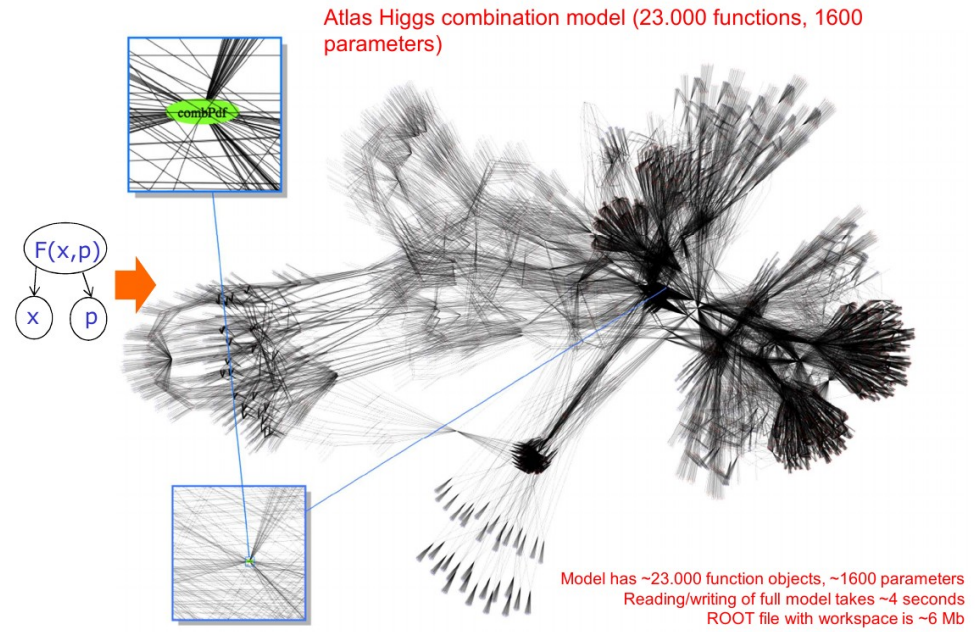 Atlas Higgs combination model (23.000 functions, 1600
parameters)
combPdf
F(x,p)
x
p
Model has ~23.000 function objects, ~1600 parameters
Reading/writing of full model takes ~4 seconds
ROOT file with workspace is ~6 Mb